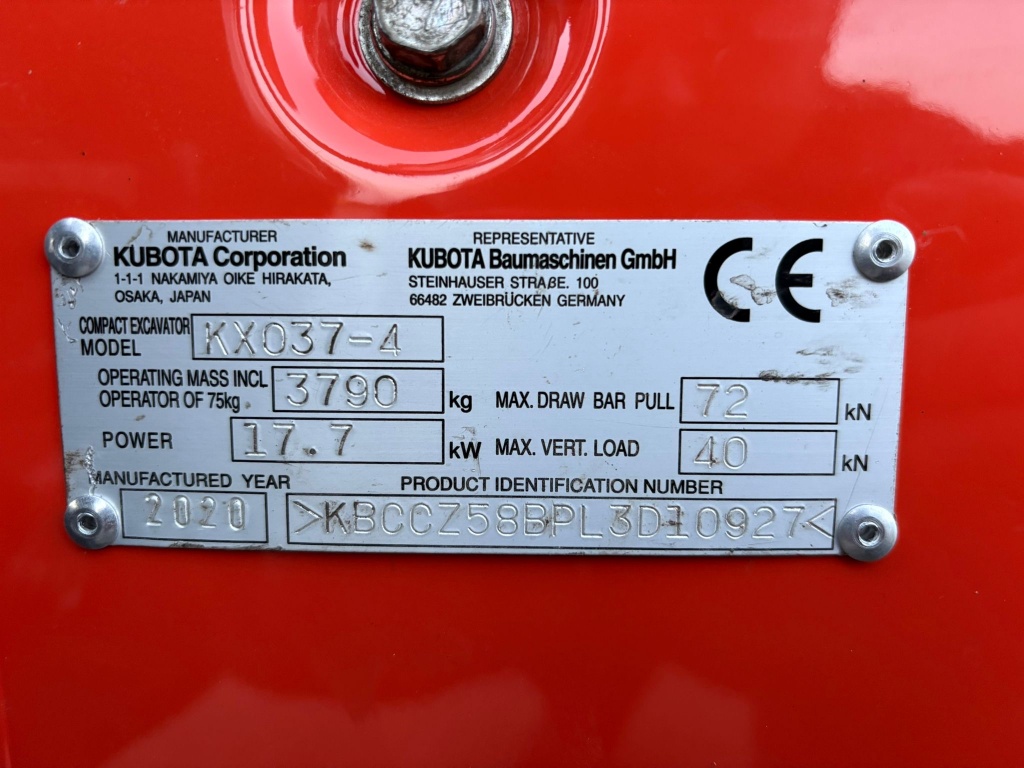 MANUFACTURER
KUBOTA Corporation
1-1-1 NAKAMIYA OIKE HIRAKATA,
OSAKA, JAPAN
REPRESENTATIVE
KUBOTA Baumaschinen GmbH
STEINHAUSER STRAßE. 100
66482 ZWEIBRÜCKEN GERMANY
CE
COMPACT EXCAVATOR
MODEL KX037-4
OPERATING MASS INCL
OPERATOR OF 75kg. 3790 kg
MAX. DRAW BAR PULL 72 kN
POWER 17.7 kW
MAX. VERT. LOAD 40 kN
MANUFACTURED YEAR
2020
PRODUCT IDENTIFICATION NUMBER
>KBCCZ58BPL3D10927<